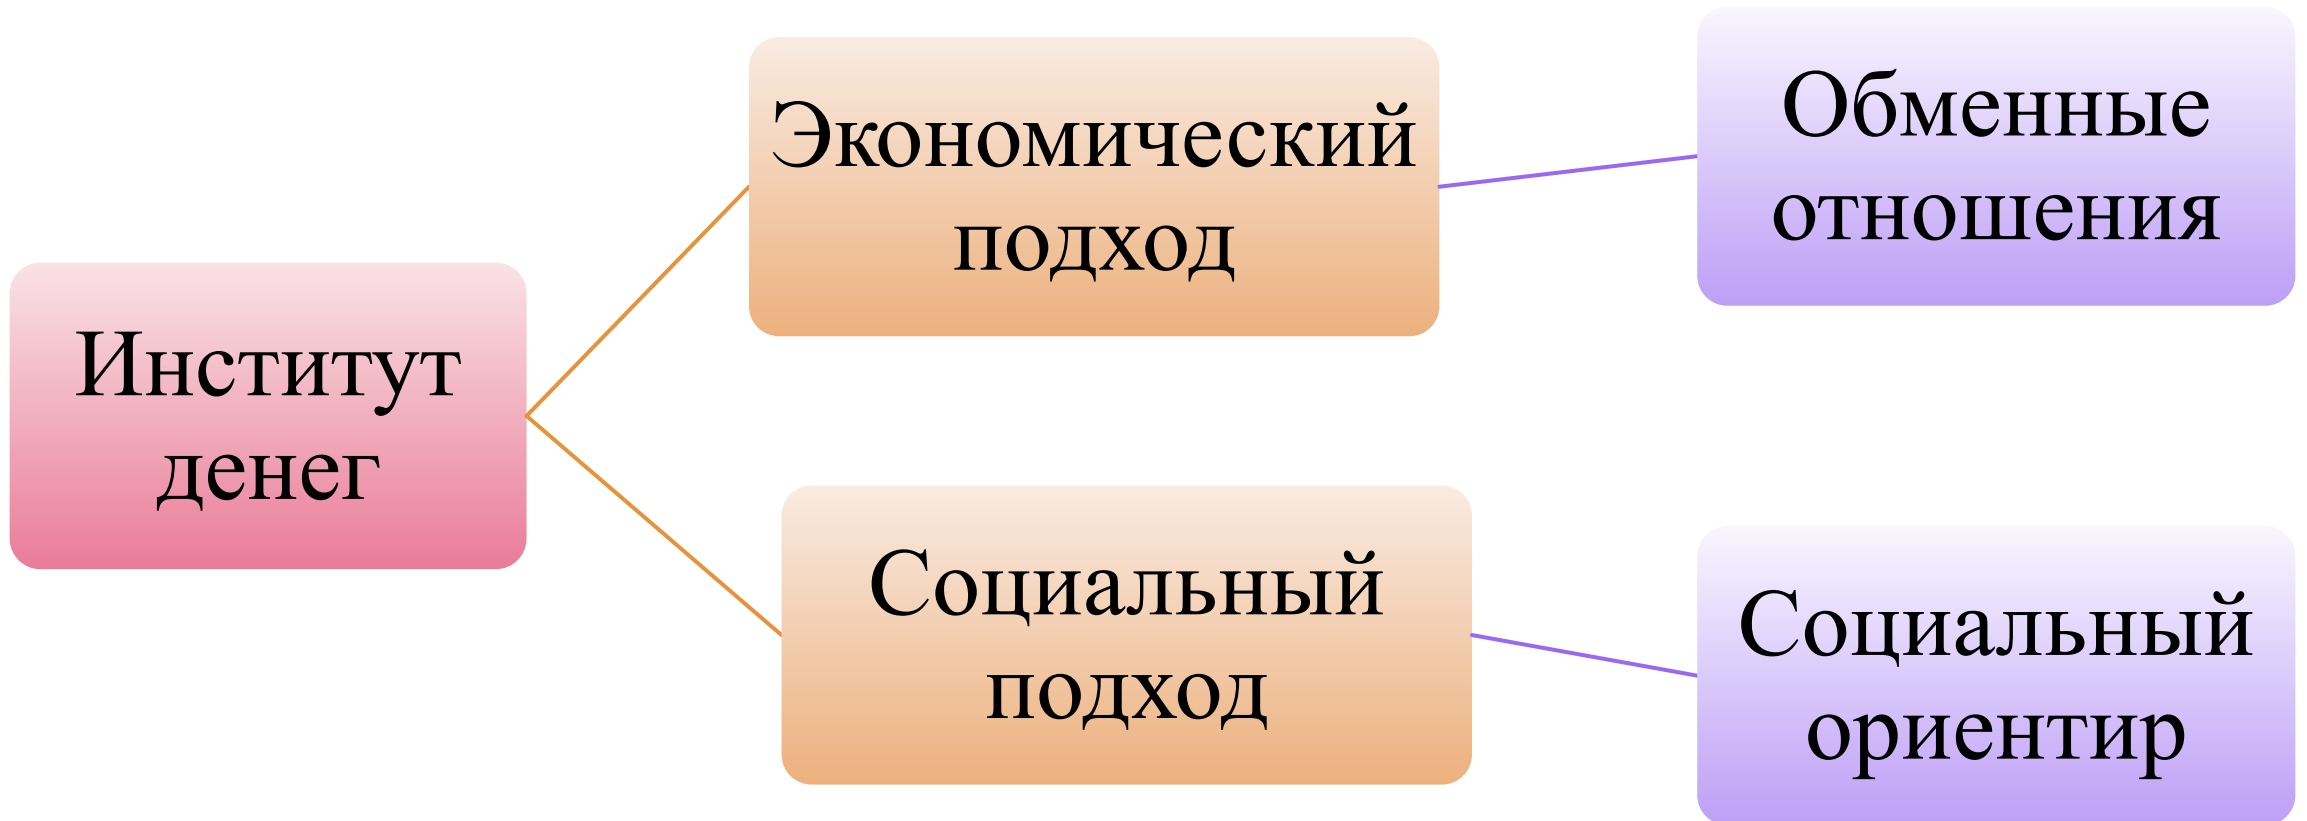 Институт
денег
Экономический
подход
Обменные
отношения
Социальный
подход
Социальный
ориентир